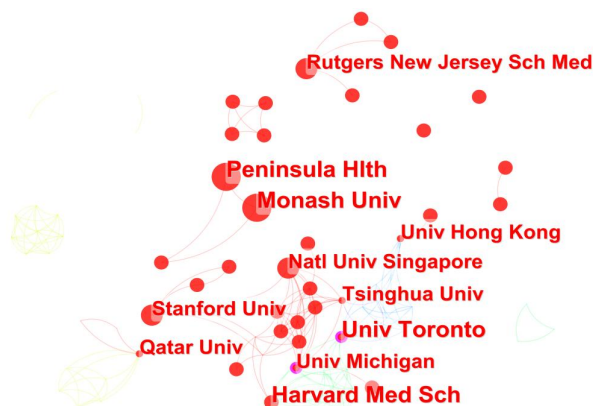 Rutgers New Jersey Sch Med
Peninsula Hlth
Monash Univ
Univ Hong Kong
Natl Univ Singapore
Tsinghua Univ
Stanford Univ
Univ Toronto
Qatar Univ
Univ Michigan
Harvard Med Sch